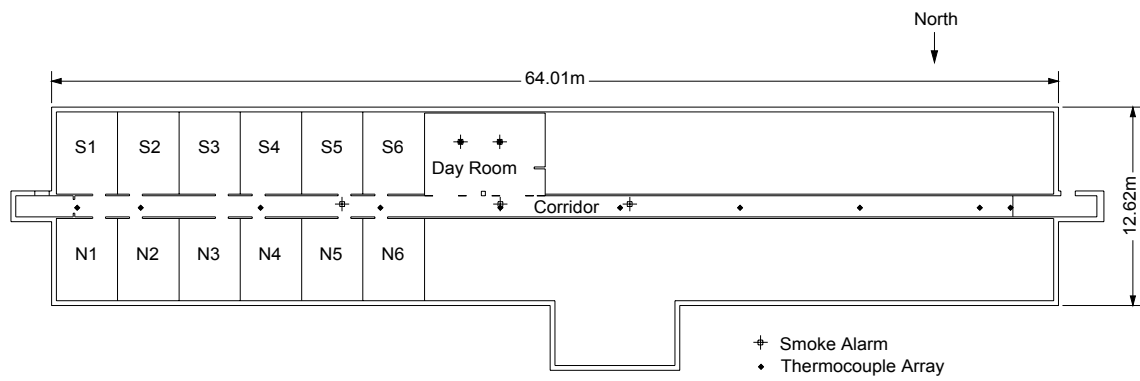 North
64.01m
S1 S2 S3 S4 S5 S6
Day Room
Corridor
12.62m
N1 N2 N3 N4 N5 N6
Smoke Alarm
Thermocouple Array